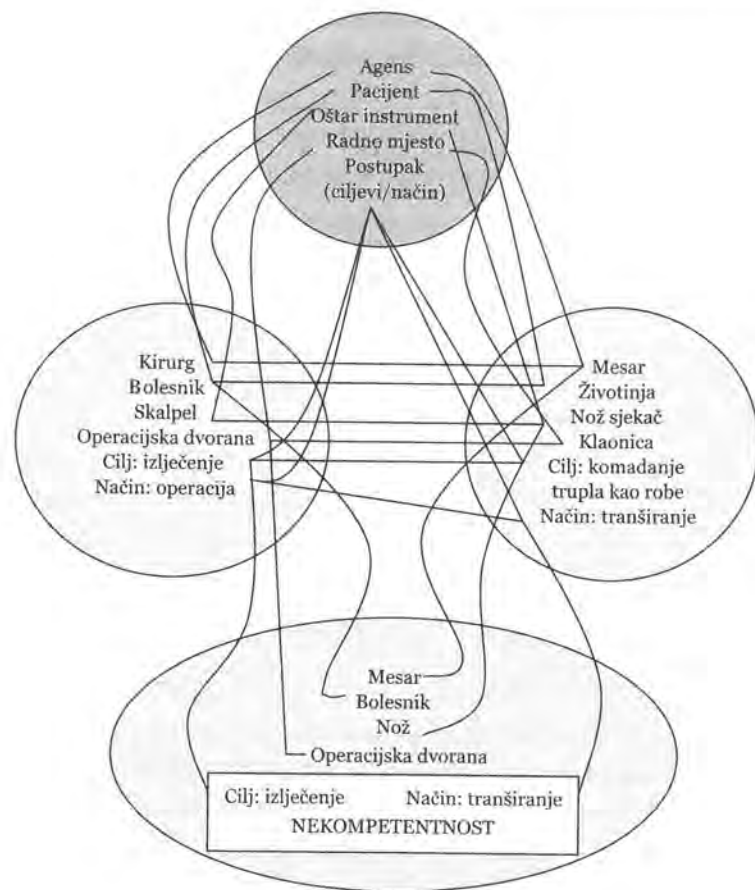 Agens
Pacijent
Oštar instrument
Radno mjesto
Postupak
(ciljevi/način)
Kirurg
Bolesnik
Skalpel
Operacijska dvorana
Cilj: izlječenje
Način: operacija
Mesar
Životinja
Nož sjekač
Klaonica
Cilj: komadanje
trupla kao robe
Način: tranširanje
Mesar
Bolesnik
Nož
Operacijska dvorana
Cilj: izlječenje Način: tranširanje
NEKOMPETENTNOST